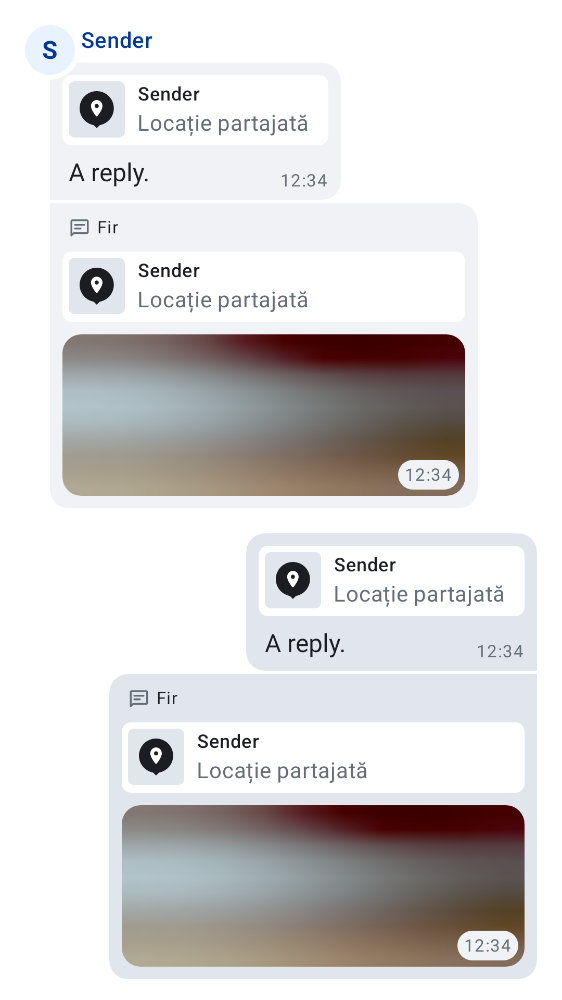 S
Sender
Sender
Locație partajată
A reply.
12:34
Fir
Sender
Locație partajată
12:34
Sender
Locație partajată
A reply.
12:34
Fir
Sender
Locație partajată
12:34